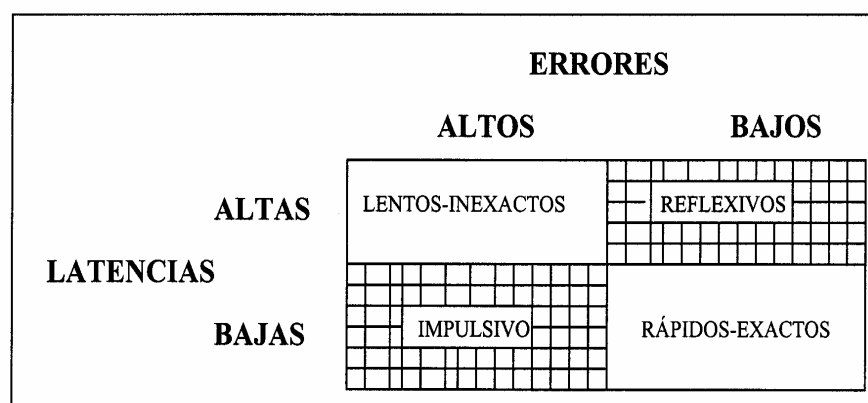 ERRORES
ALTOS BAJOS
ALTAS LENTOS-INEXACTOS REFLEXIVOS
LATENCIAS
BAJAS IMPULSIVO RÁPIDOS-EXACTOS